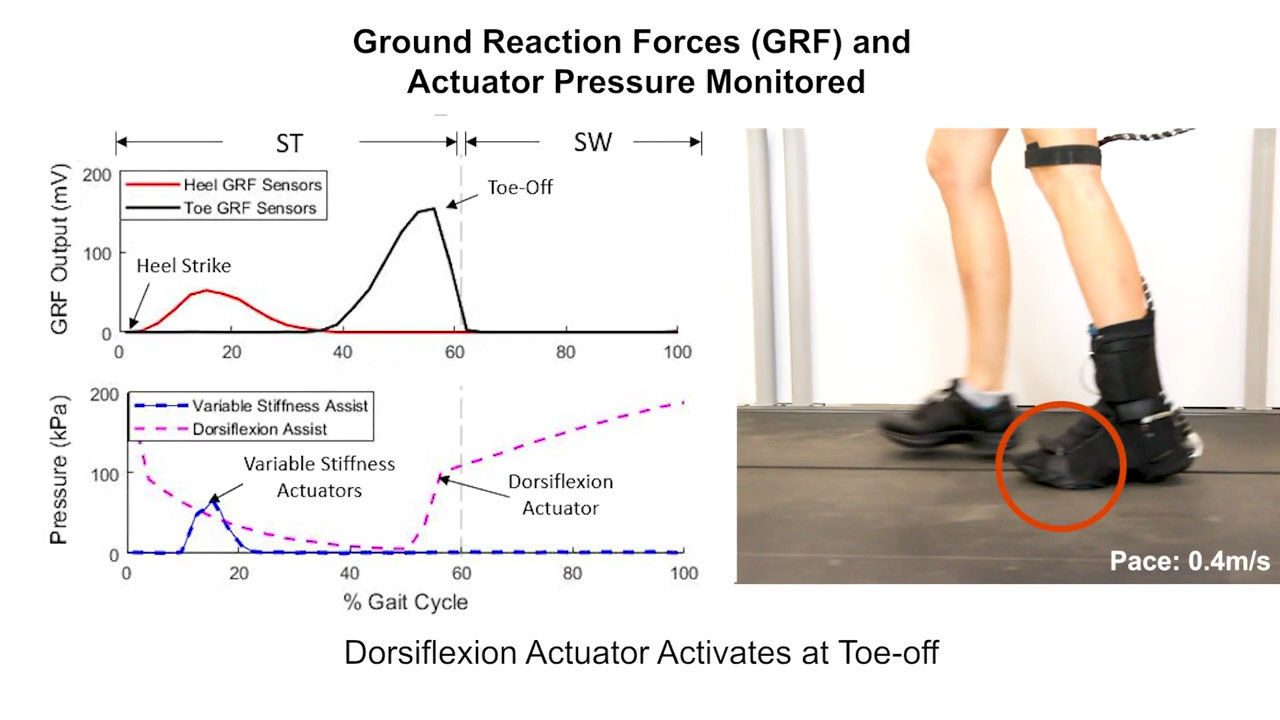 Ground Reaction Forces (GRF) and
Actuator Pressure Monitored
ST
SW
GRF Output (mV)
200
100
0
Heel GRF Sensors
Toe GRF Sensors
Toe-Off
Heel Strike
0 20 40 60 80 100
Pressure (kPa)
200
100
0
Variable Stiffness Assist
Dorsiflexion Assist
Variable Stiffness
Actuators
Dorsiflexion
Actuator
0 20 40 60 80 100
% Gait Cycle
Pace: 0.4m/s
Dorsiflexion Actuator Activates at Toe-off